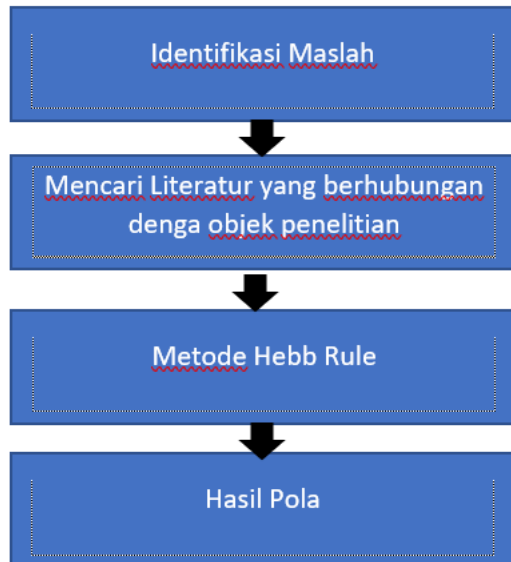 Identifikasi Maslah
Mencari Literatur yang berhubungan
denga objek penelitian
Metode Hebb Rule
Hasil Pola